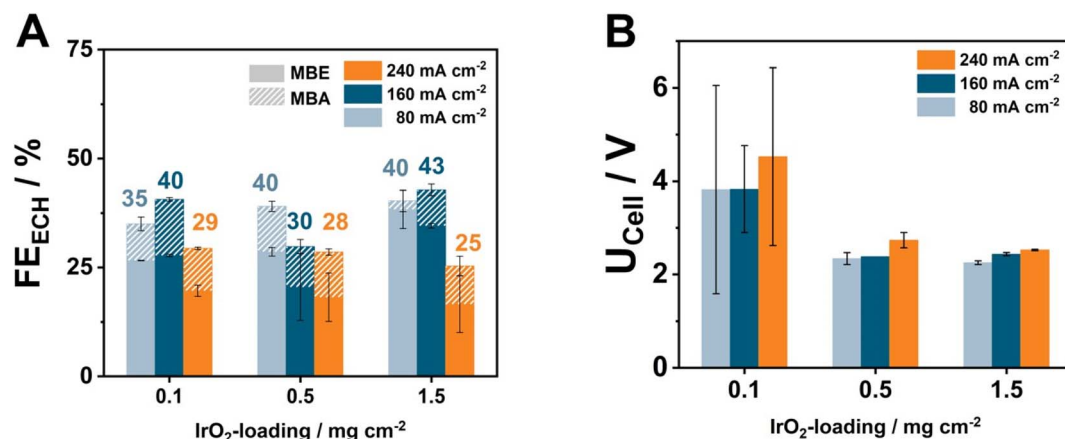 A
FE_ECH / %
75
50
25
0
MBE
MBA
240 mA cm⁻²
160 mA cm⁻²
80 mA cm⁻²
35
40
29
40
30
28
40
43
25
0.1
0.5
1.5
IrO₂-loading / mg cm⁻²
B
U_Cell / V
6
4
2
0
240 mA cm⁻²
160 mA cm⁻²
80 mA cm⁻²
0.1
0.5
1.5
IrO₂-loading / mg cm⁻²